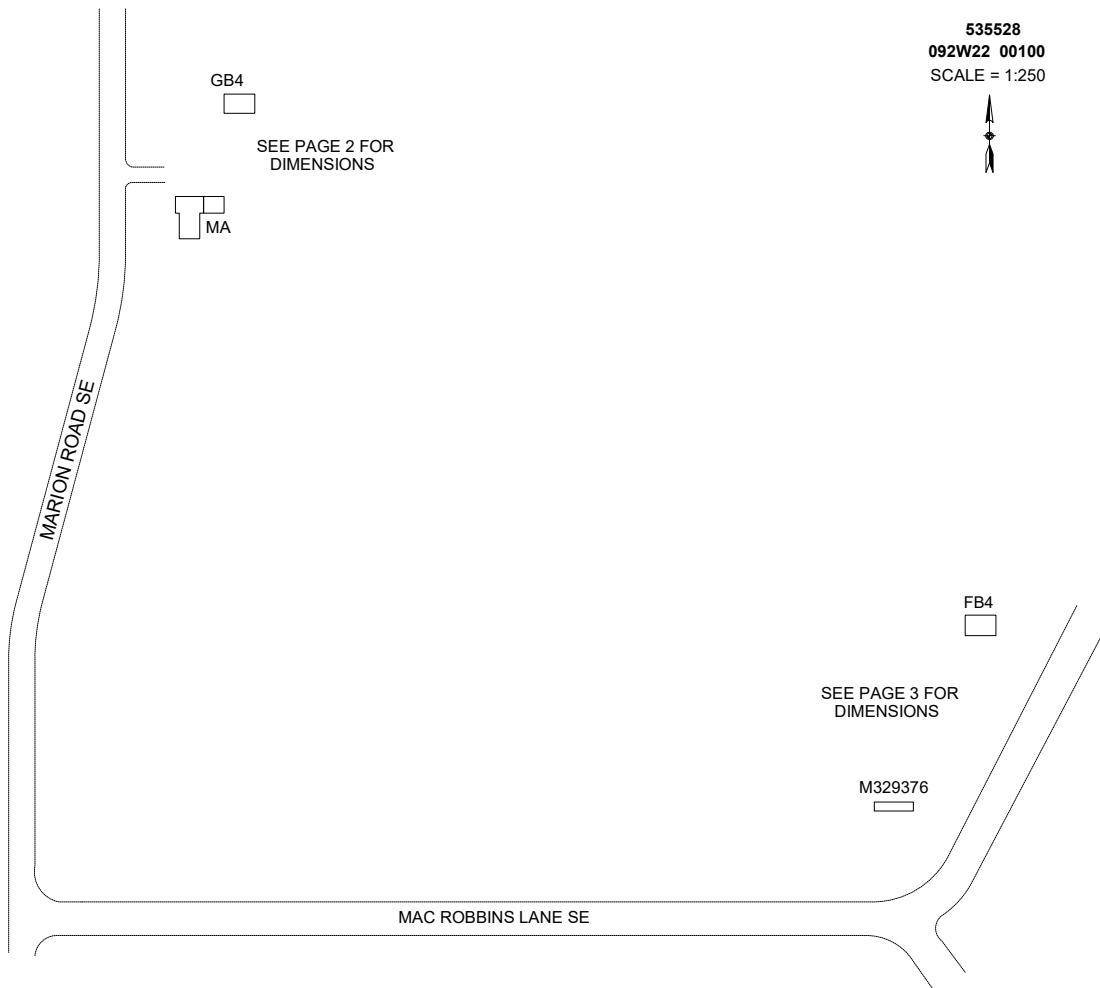 535528
092W22 00100
SCALE = 1:250
GB4
SEE PAGE 2 FOR
DIMENSIONS
MA
MARION ROAD SE
FB4
SEE PAGE 3 FOR
DIMENSIONS
M329376
MAC ROBBINS LANE SE